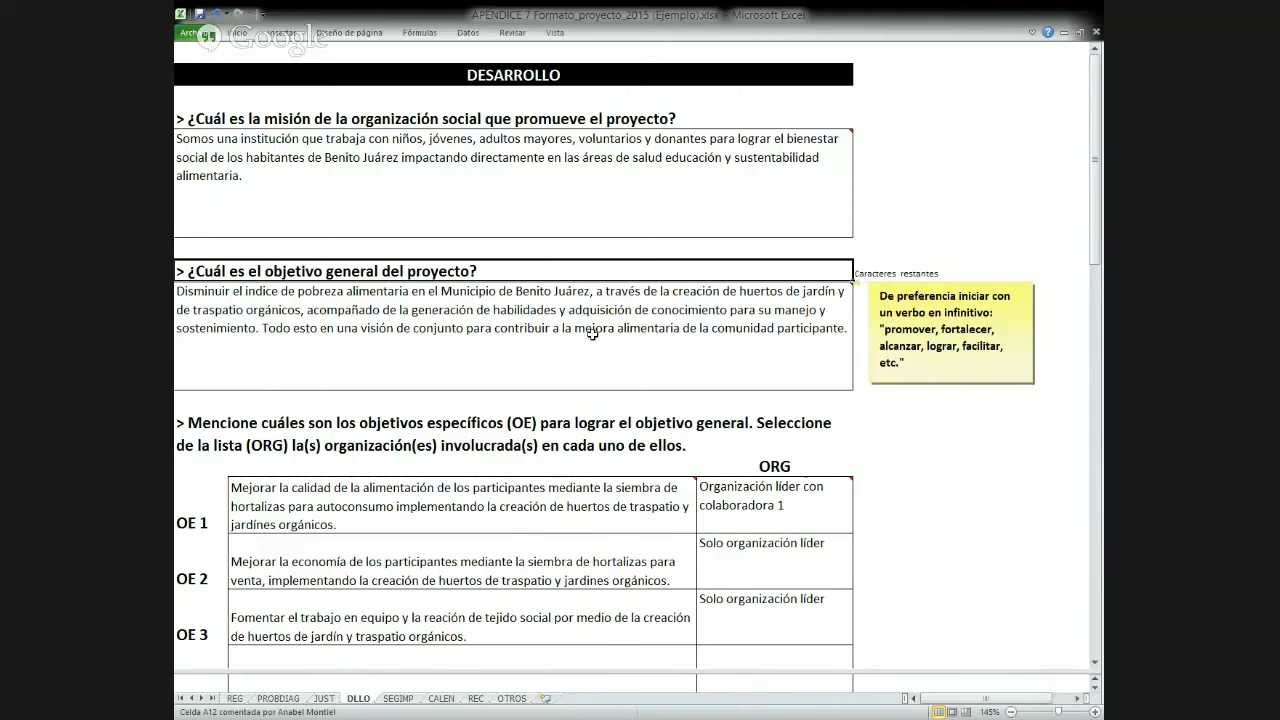 APENDICE 7 Formato_proyecto_2015 (Ejemplo).xlsx - Microsoft Excel
Archivo Inicio Insertar Diseño de página Fórmulas Datos Revisar Vista
Google
DESARROLLO
> ¿Cuál es la misión de la organización social que promueve el proyecto?
Somos una institución que trabaja con niños, jóvenes, adultos mayores, voluntarios y donantes para lograr el bienestar
social de los habitantes de Benito Juárez impactando directamente en las áreas de salud educación y sustentabilidad
alimentaria.
> ¿Cuál es el objetivo general del proyecto?
Caracteres restantes
Disminuir el indice de pobreza alimentaria en el Municipio de Benito Juárez, a través de la creación de huertos de jardín y
de traspatio orgánicos, acompañado de la generación de habilidades y adquisición de conocimiento para su manejo y
sostenimiento. Todo esto en una visión de conjunto para contribuir a la mejora alimentaria de la comunidad participante.
De preferencia iniciar con
un verbo en infinitivo:
"promover, fortalecer,
alcanzar, lograr, facilitar,
etc."
> Mencione cuáles son los objetivos específicos (OE) para lograr el objetivo general. Seleccione
de la lista (ORG) la(s) organización(es) involucrada(s) en cada uno de ellos.
ORG
OE 1
Mejorar la calidad de la alimentación de los participantes mediante la siembra de
hortalizas para autoconsumo implementando la creación de huertos de traspatio y
jardínes orgánicos.
Organización líder con
colaboradora 1
OE 2
Mejorar la economía de los participantes mediante la siembra de hortalizas para
venta, implementando la creación de huertos de traspatio y jardines orgánicos.
Solo organización líder
OE 3
Fomentar el trabajo en equipo y la reación de tejido social por medio de la creación
de huertos de jardín y traspatio orgánicos.
Solo organización líder
REG PROBDIAG JUST DLLO SEGIMP CALEN REC OTROS
Celda A12 comentada por Anabel Montiel
145%